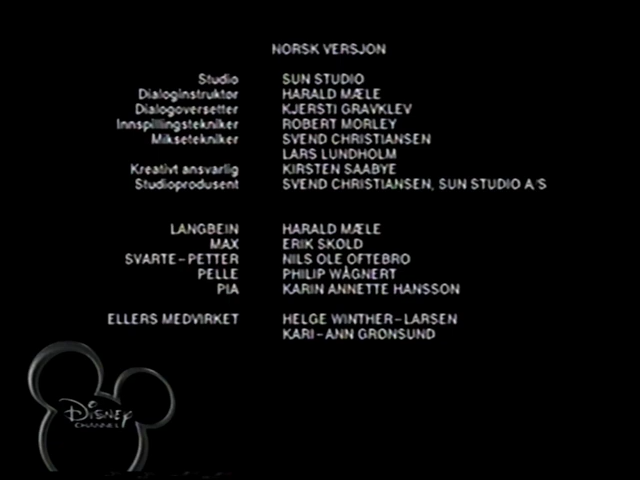 NORSK VERSJON
Studio SUN STUDIO
Dialoginstruktør HARALD MÆLE
Dialogoversetter KJERSTI GRAVKLEV
Innspillingstekniker ROBERT MORLEY
Miksetekniker SVEND CHRISTIANSEN
LARS LUNDHOLM
Kreativt ansvarlig KIRSTEN SAABYE
Studioprodusent SVEND CHRISTIANSEN, SUN STUDIO A/S
LANGBEIN HARALD MÆLE
MAX ERIK SKØLD
SVARTE-PETTER NILS OLE OFTEBRO
PELLE PHILIP WÅGNERT
PIA KARIN ANNETTE HANSSON
ELLERS MEDVIRKET HELGE WINTHER-LARSEN
KARI-ANN GRØNSUND
DISNEY
CHANNEL